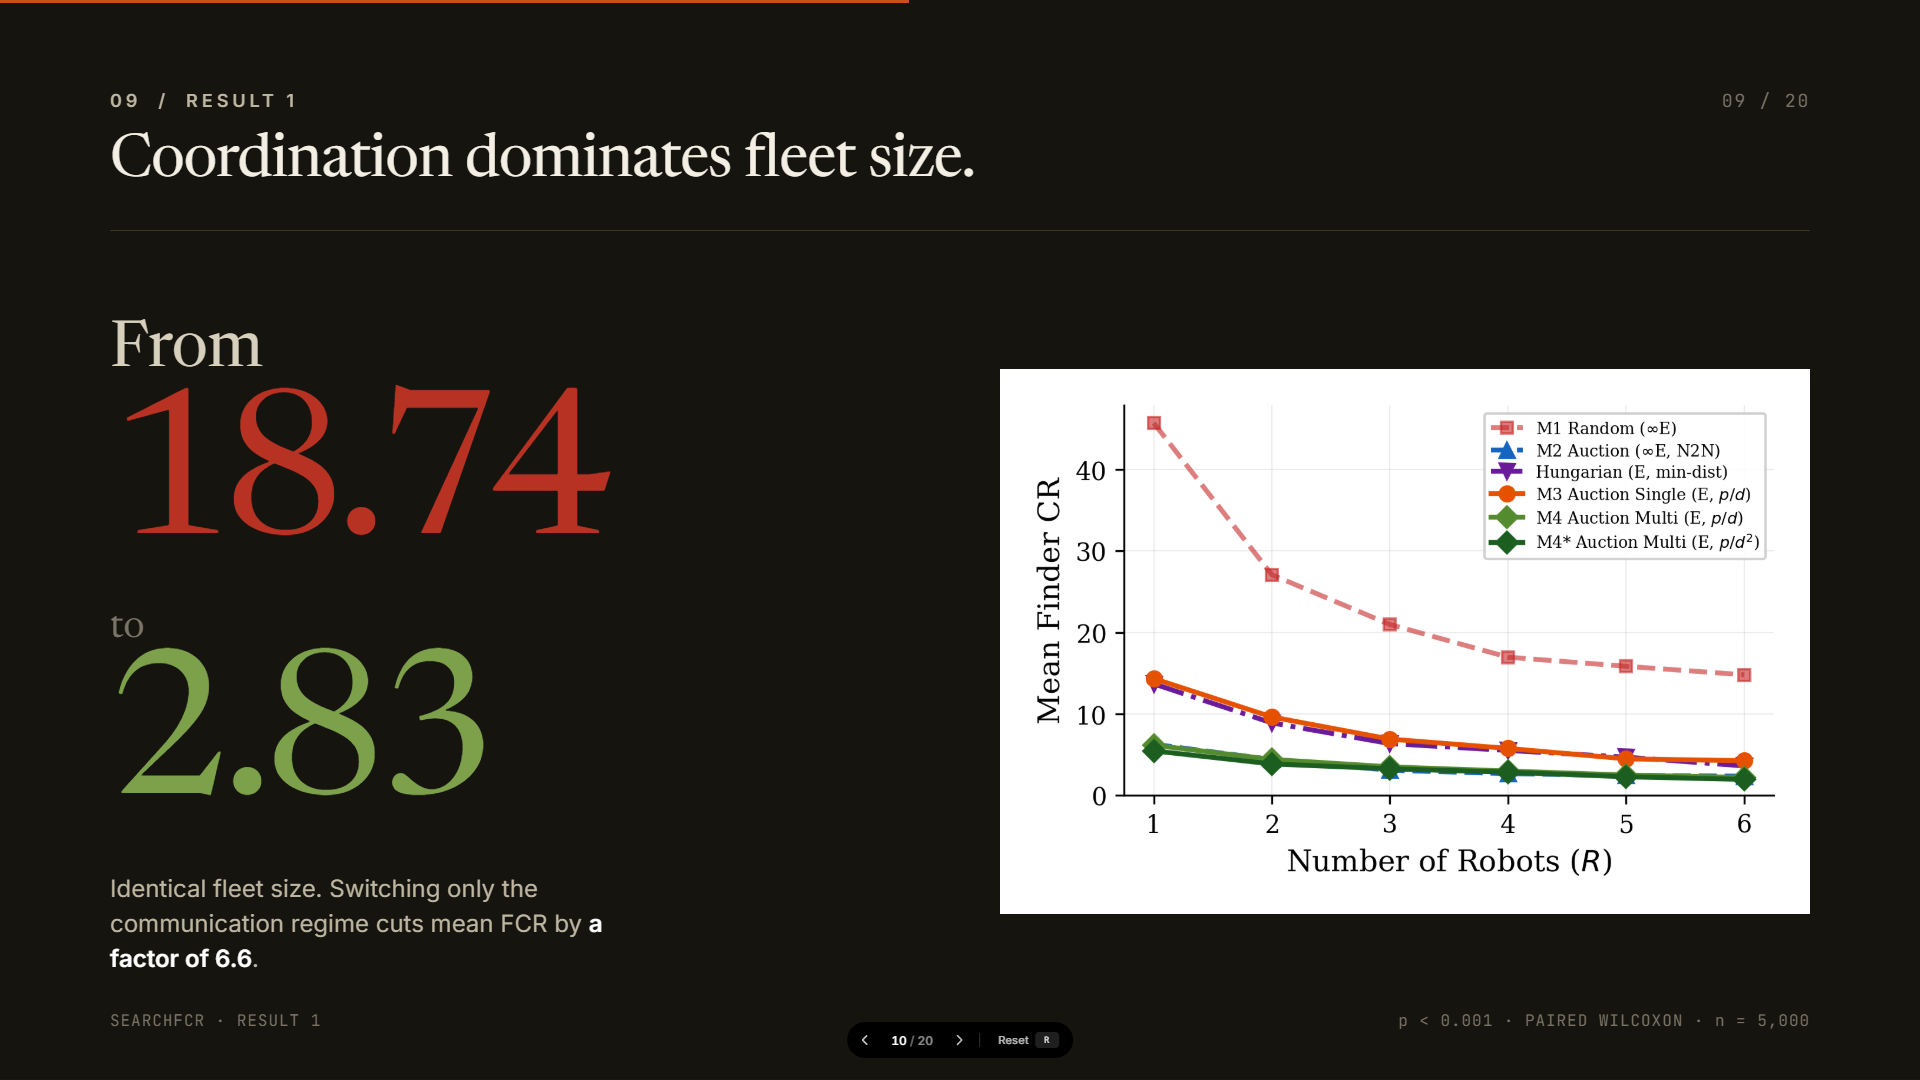 09 / RESULT 1
09 / 20
Coordination dominates fleet size.
From
18.74
to
2.83
Identical fleet size. Switching only the
communication regime cuts mean FCR by a
factor of 6.6.
Mean Finder CR
40
30
20
10
0
1 2 3 4 5 6
Number of Robots (R)
M1 Random (∞E)
M2 Auction (∞E, N2N)
Hungarian (E, min-dist)
M3 Auction Single (E, p/d)
M4 Auction Multi (E, p/d)
M4* Auction Multi (E, p/d²)
SEARCHFCR · RESULT 1
10 / 20
Reset R
p < 0.001 · PAIRED WILCOXON · n = 5,000